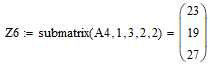 Z6 := submatrix(A4,1,3,2,2) = (23
19
27)